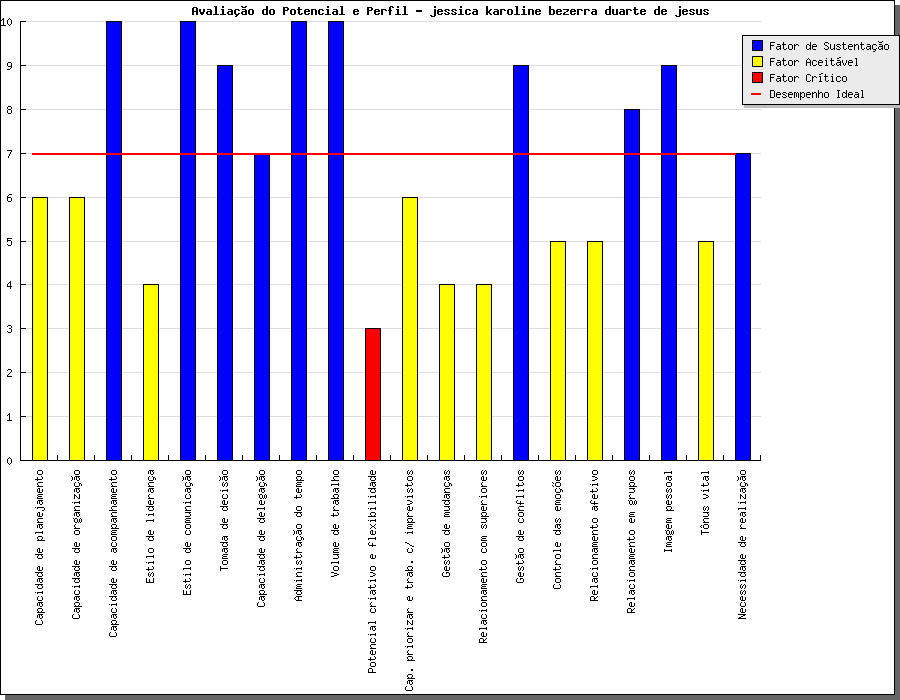 Avaliação do Potencial e Perfil - jessica karoline bezerra duarte de jesus
Fator de Sustentação
Fator Aceitável
Fator Crítico
Desempenho Ideal
10
9
8
7
6
5
4
3
2
1
0
Capacidade de planejamento
Capacidade de organização
Capacidade de acompanhamento
Estilo de liderança
Estilo de comunicação
Tomada de decisão
Capacidade de delegação
Administração do tempo
Volume de trabalho
Potencial criativo e flexibilidade
Cap. priorizar e trab. c/ imprevistos
Gestão de mudanças
Relacionamento com superiores
Gestão de conflitos
Controle das emoções
Relacionamento afetivo
Relacionamento em grupos
Imagem pessoal
Tônus vital
Necessidade de realização